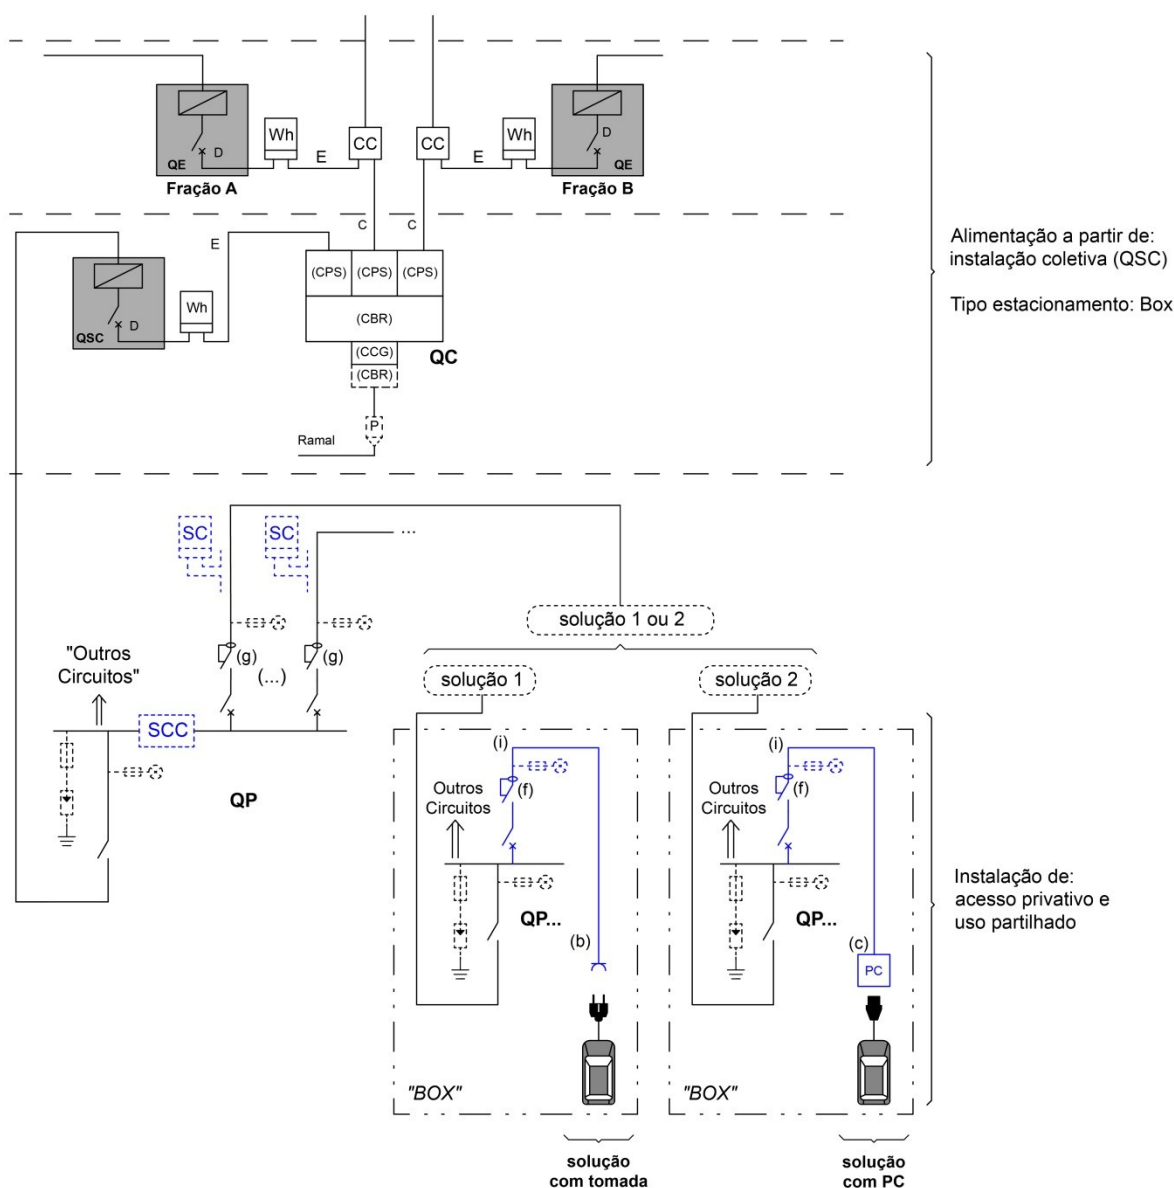 Wh
CC
CC
Wh
D
D
E
E
QE
QE
Fração A
Fração B
C
C
E
(CPS)
(CPS)
(CPS)
Wh
D
QSC
(CBR)
(CCG)
QC
(CBR)
P
Ramal
Alimentação a partir de:
instalação coletiva (QSC)
Tipo estacionamento: Box
SC
SC
...
solução 1 ou 2
"Outros
Circuitos"
(g)
(g)
(...)
SCC
QP
solução 1
solução 2
(i)
(i)
(f)
(f)
Outros
Circuitos
Outros
Circuitos
QP...
QP...
(b)
(c)
PC
Instalação de:
acesso privativo e
uso partilhado
"BOX"
"BOX"
solução
com tomada
solução
com PC